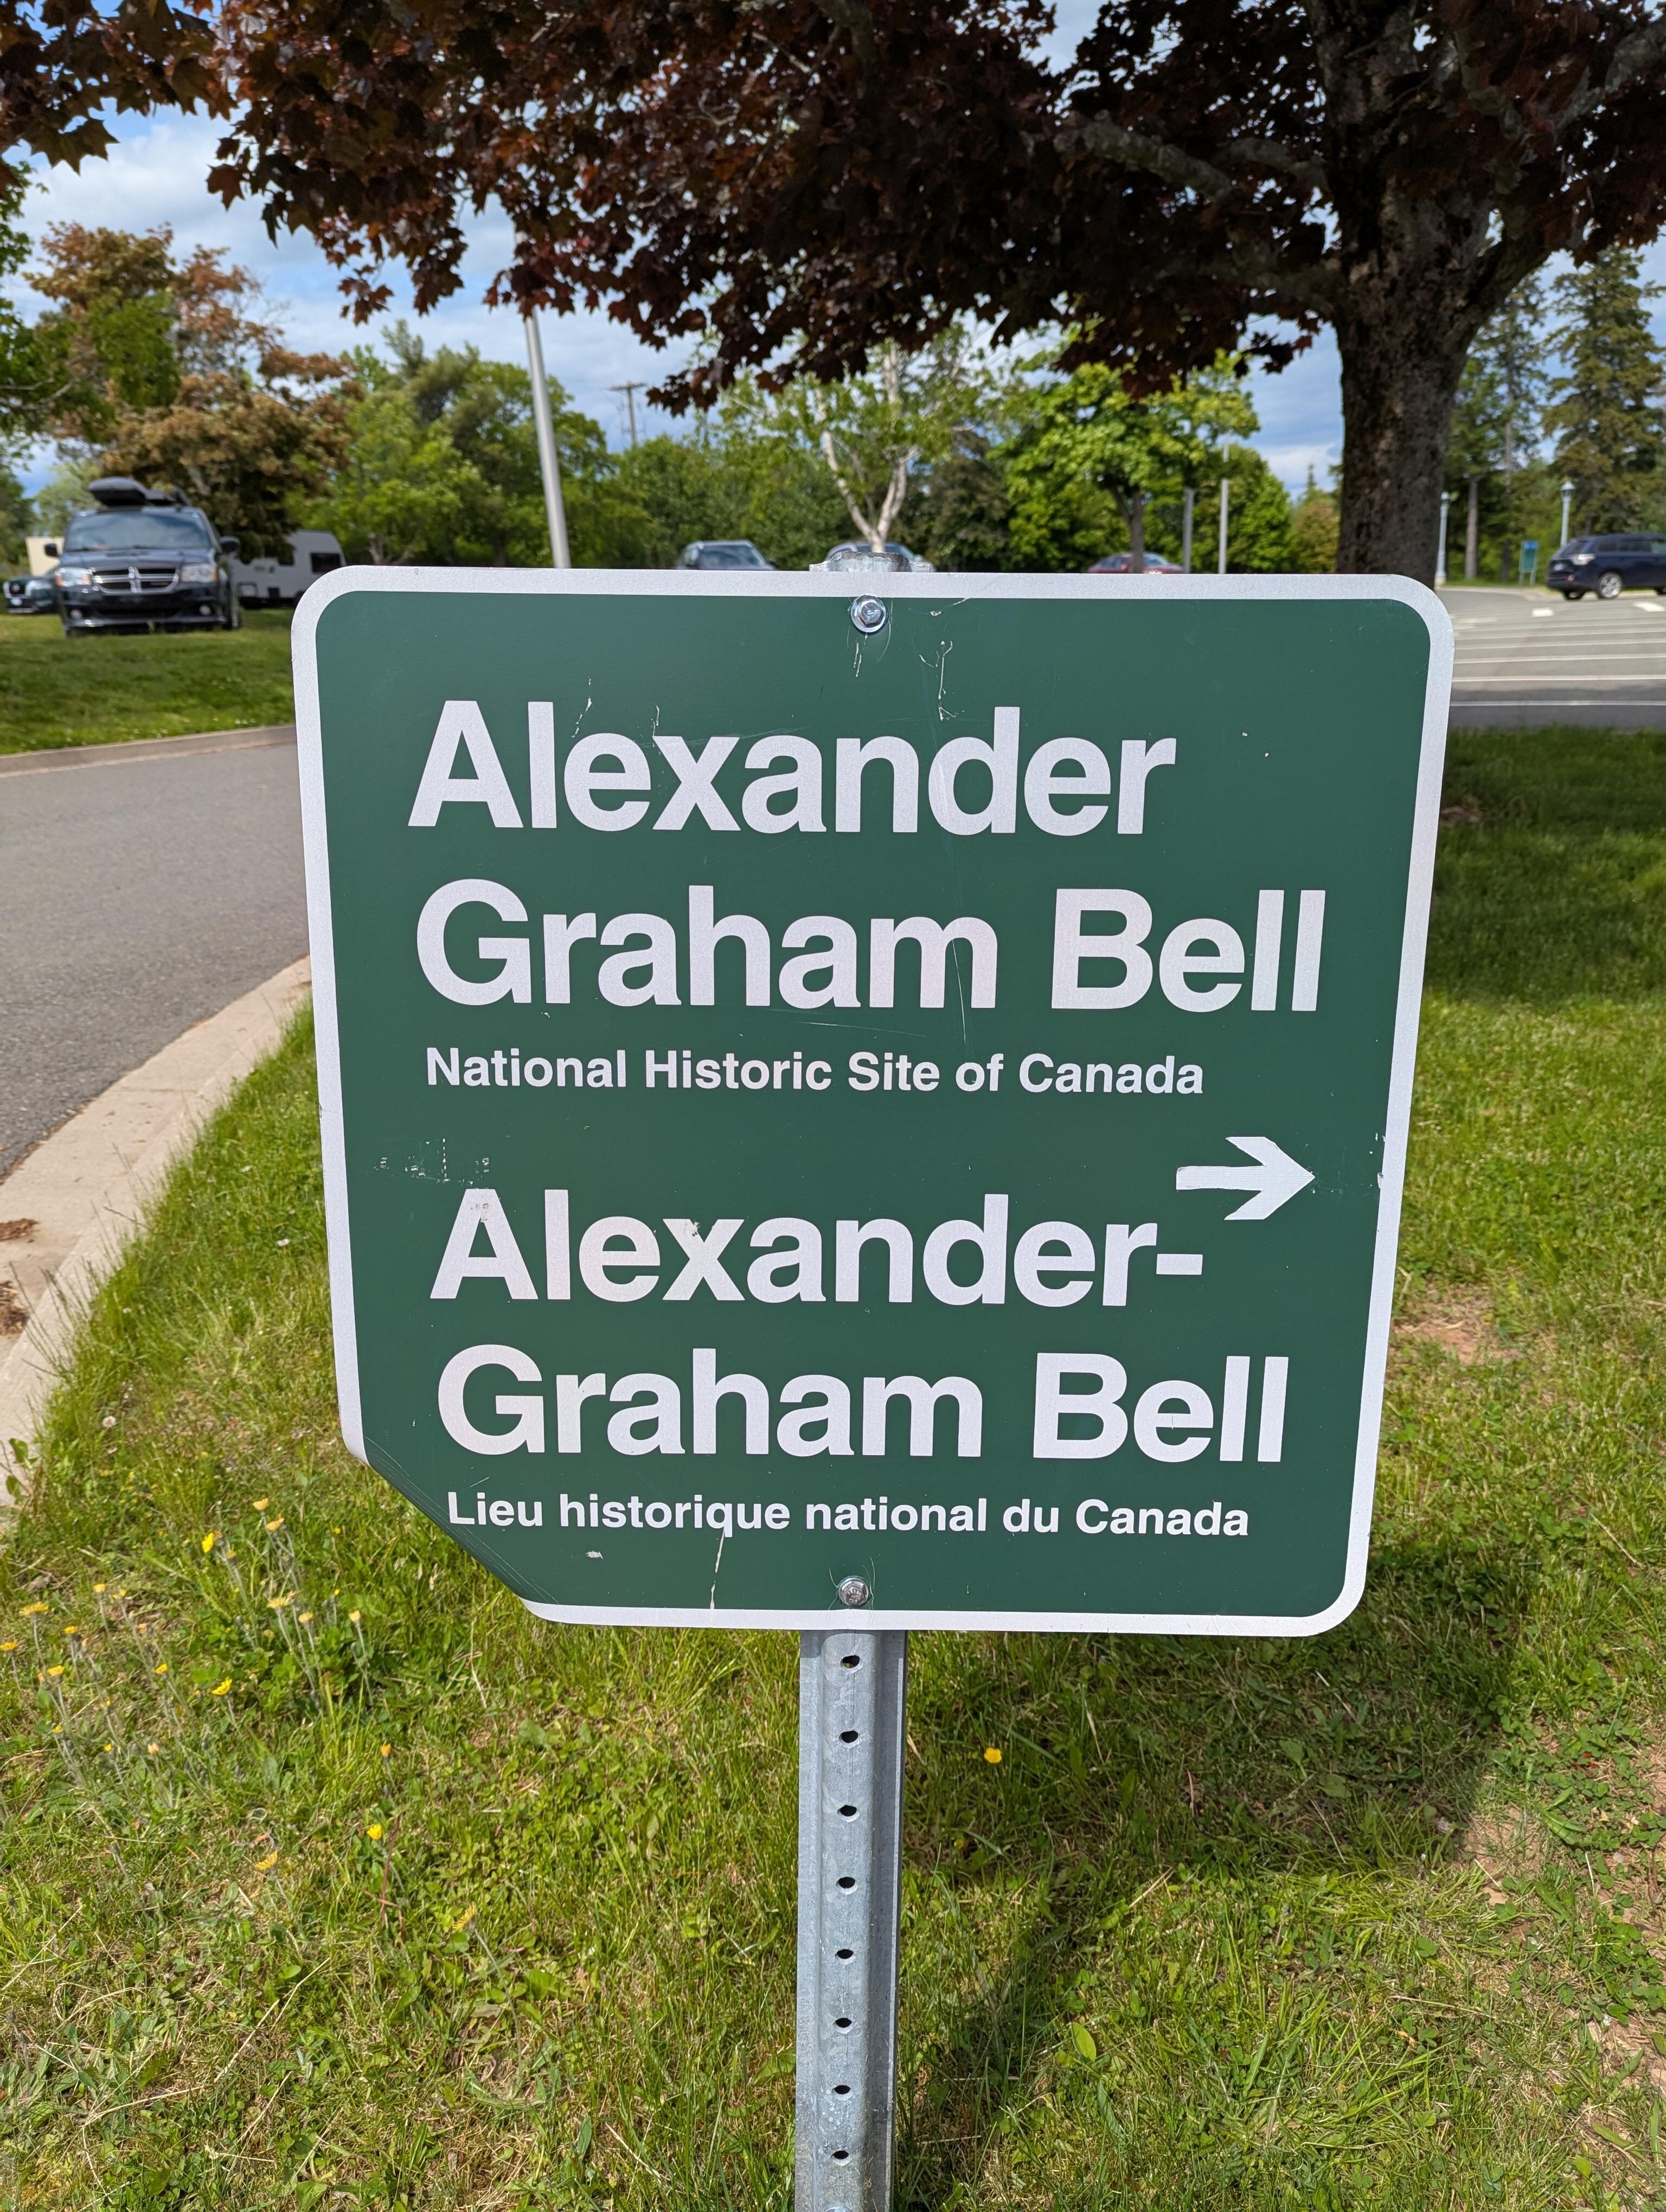 Alexander
Graham Bell
National Historic Site of Canada
Alexander-
Graham Bell
Lieu historique national du Canada